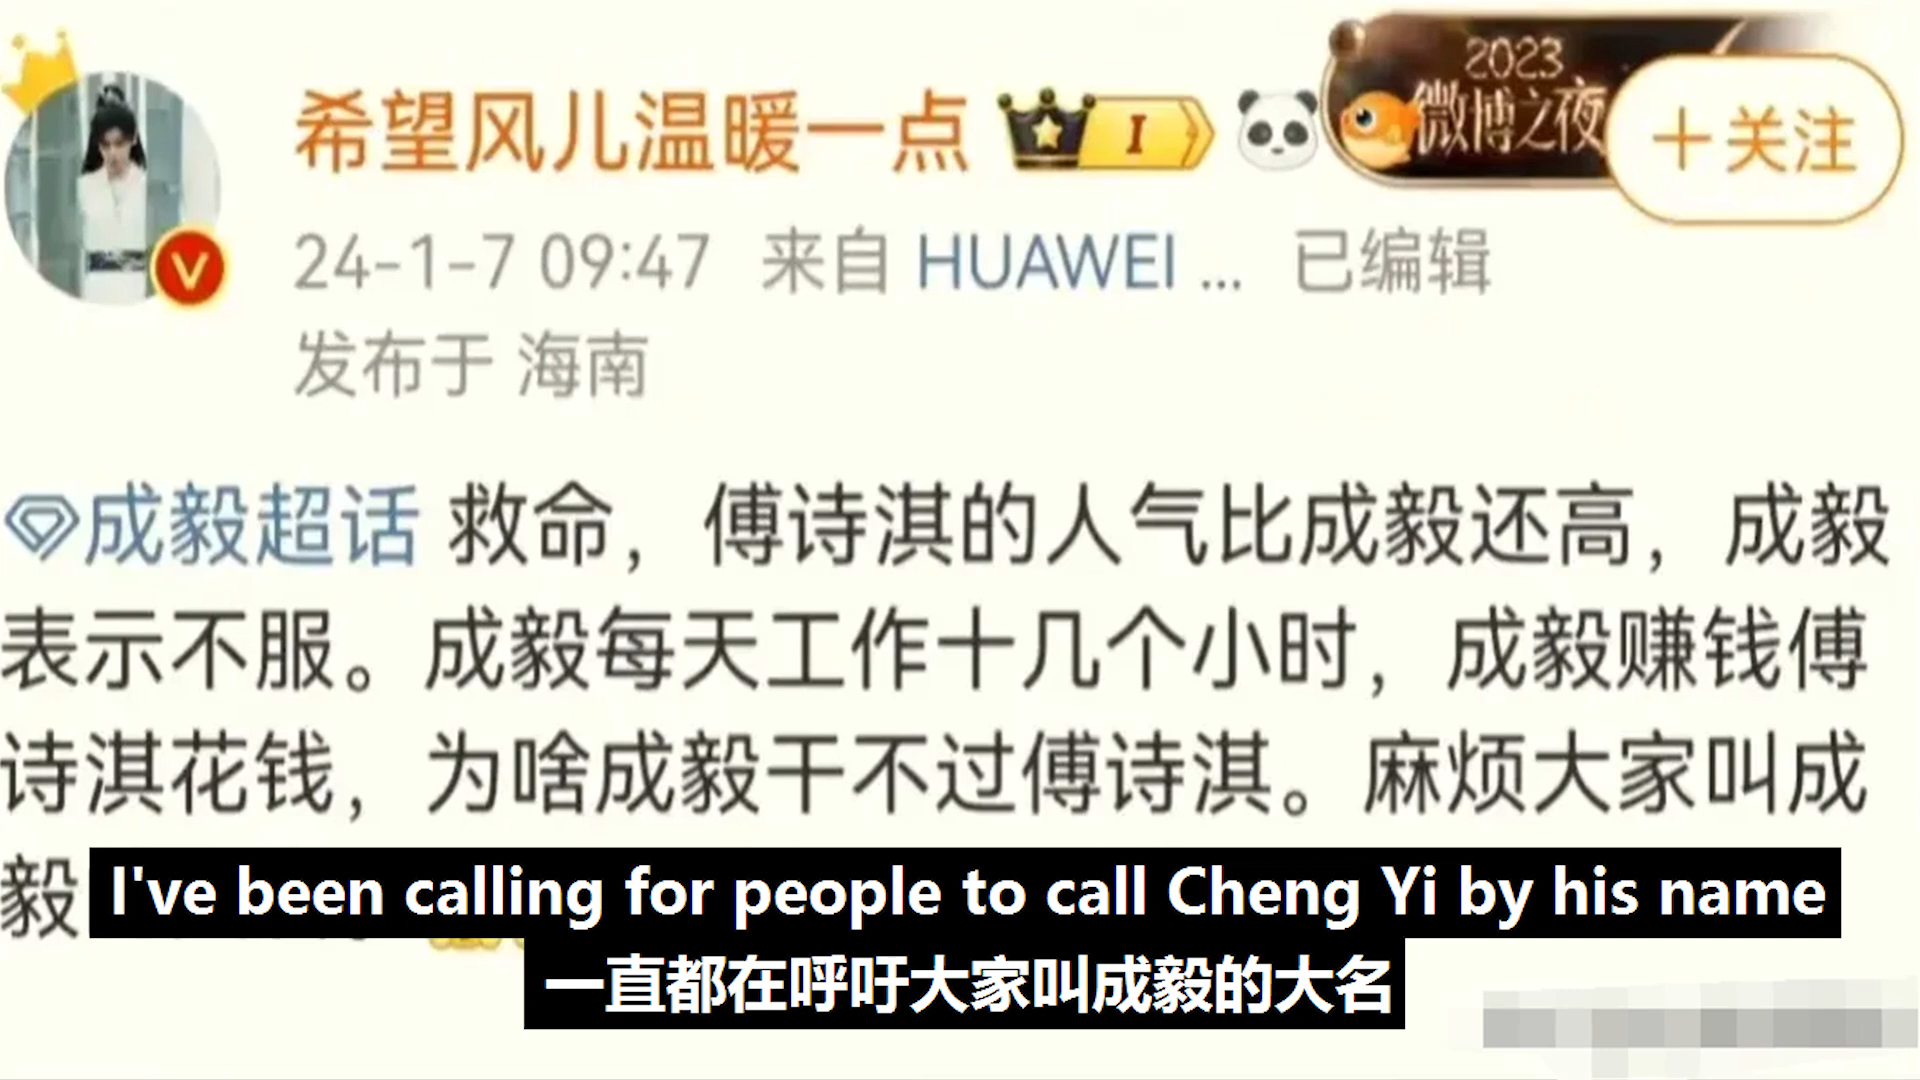 希望风儿温暖一点 I 2023
微博之夜 +关注
24-1-7 09:47 来自 HUAWEI ... 已编辑
发布于 海南
成毅超话 救命，傅诗淇的人气比成毅还高，成毅
表示不服。成毅每天工作十几个小时，成毅赚钱傅
诗淇花钱，为啥成毅干不过傅诗淇。麻烦大家叫成
毅
I've been calling for people to call Cheng Yi by his name
一直都在呼吁大家叫成毅的大名